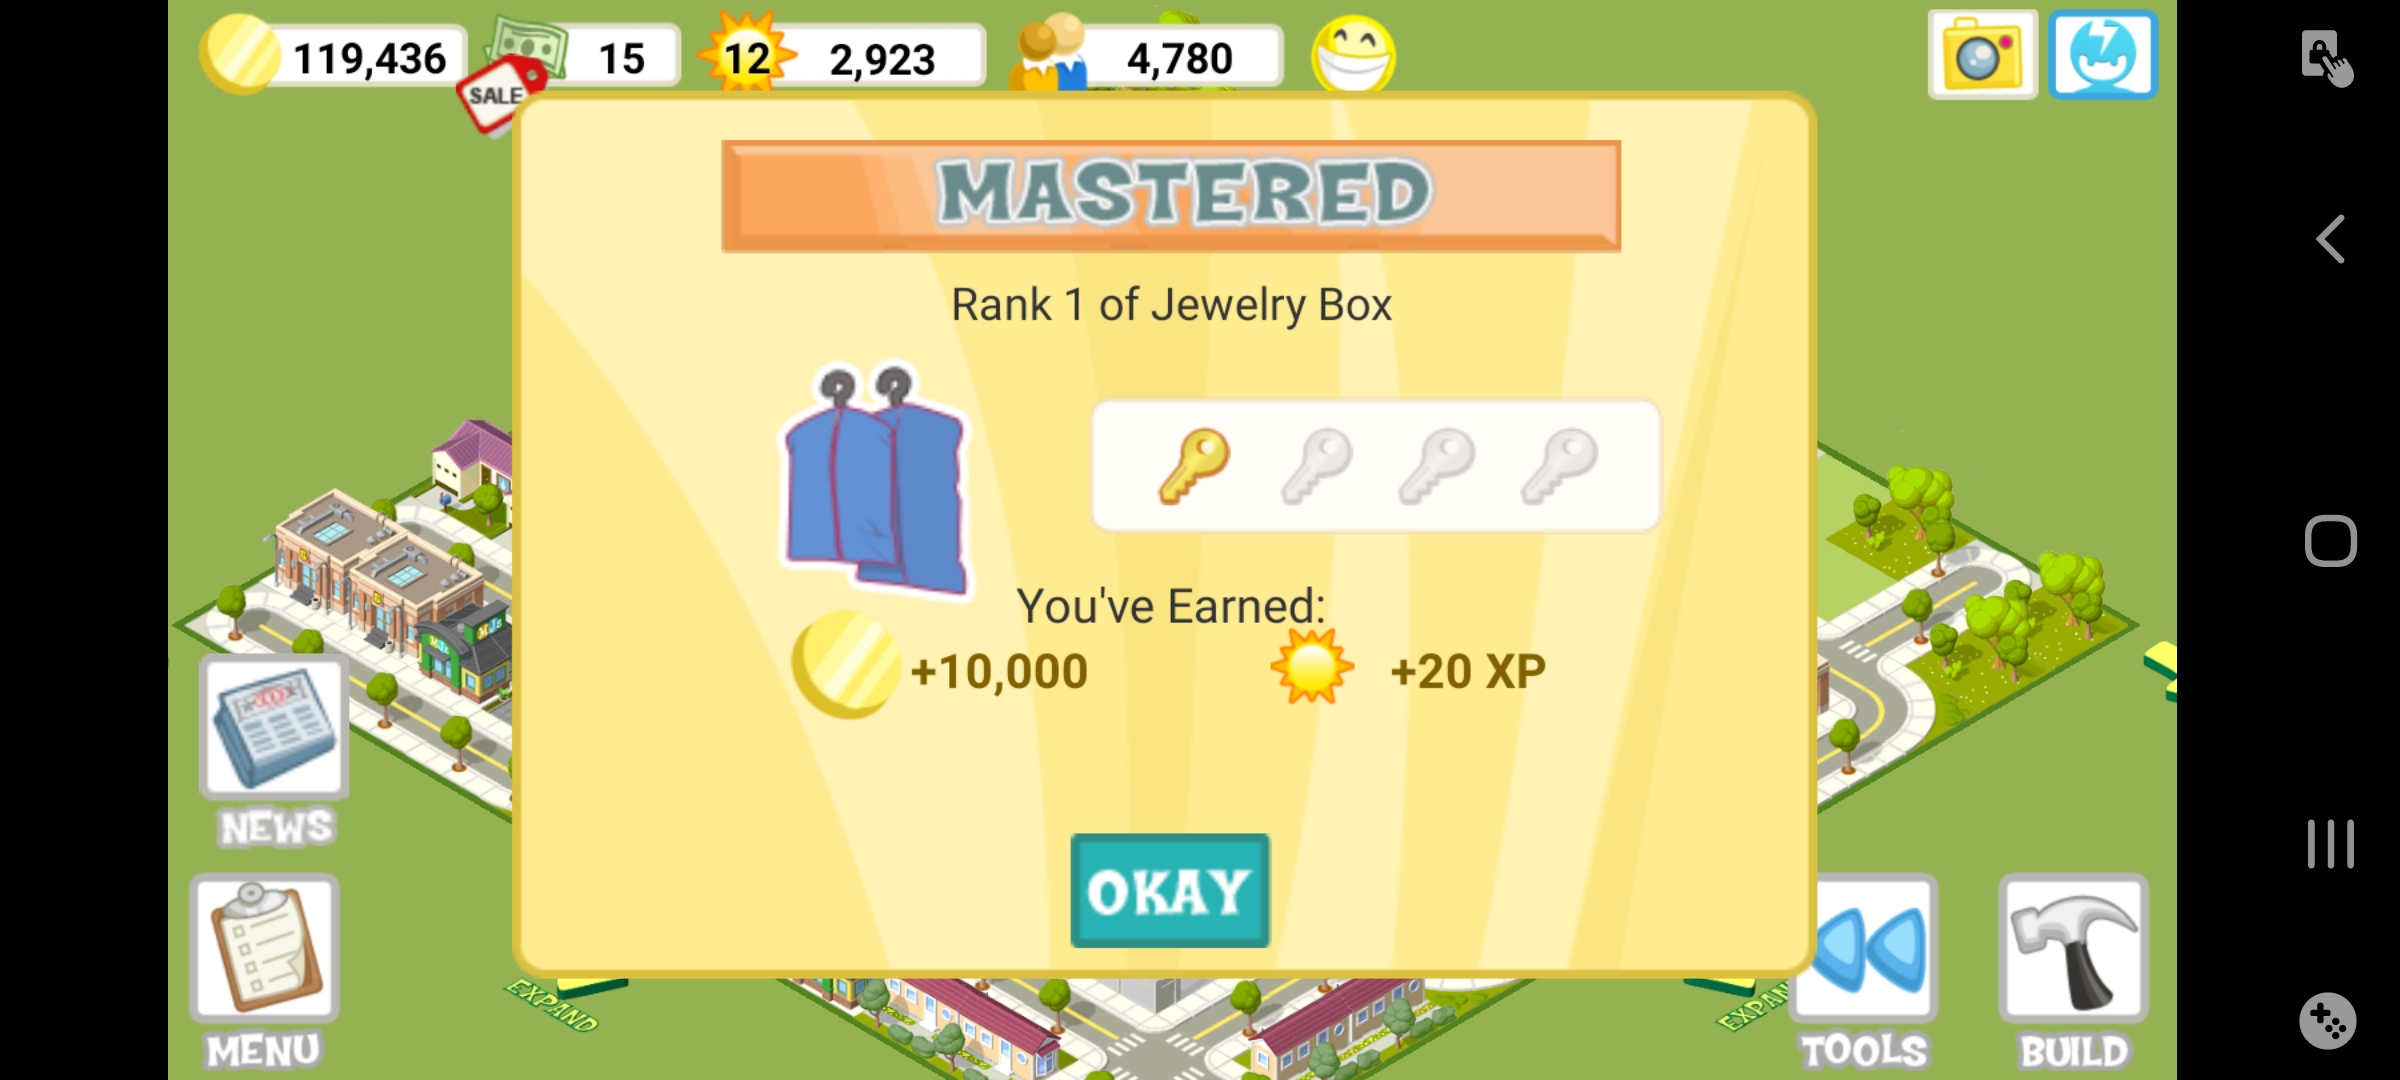 119,436
15
12
2,923
4,780
SALE
MASTERED
Rank 1 of Jewelry Box
You've Earned:
+10,000
+20 XP
OKAY
NEWS
MENU
EXPAND
EXPAN
TOOLS
BUILD